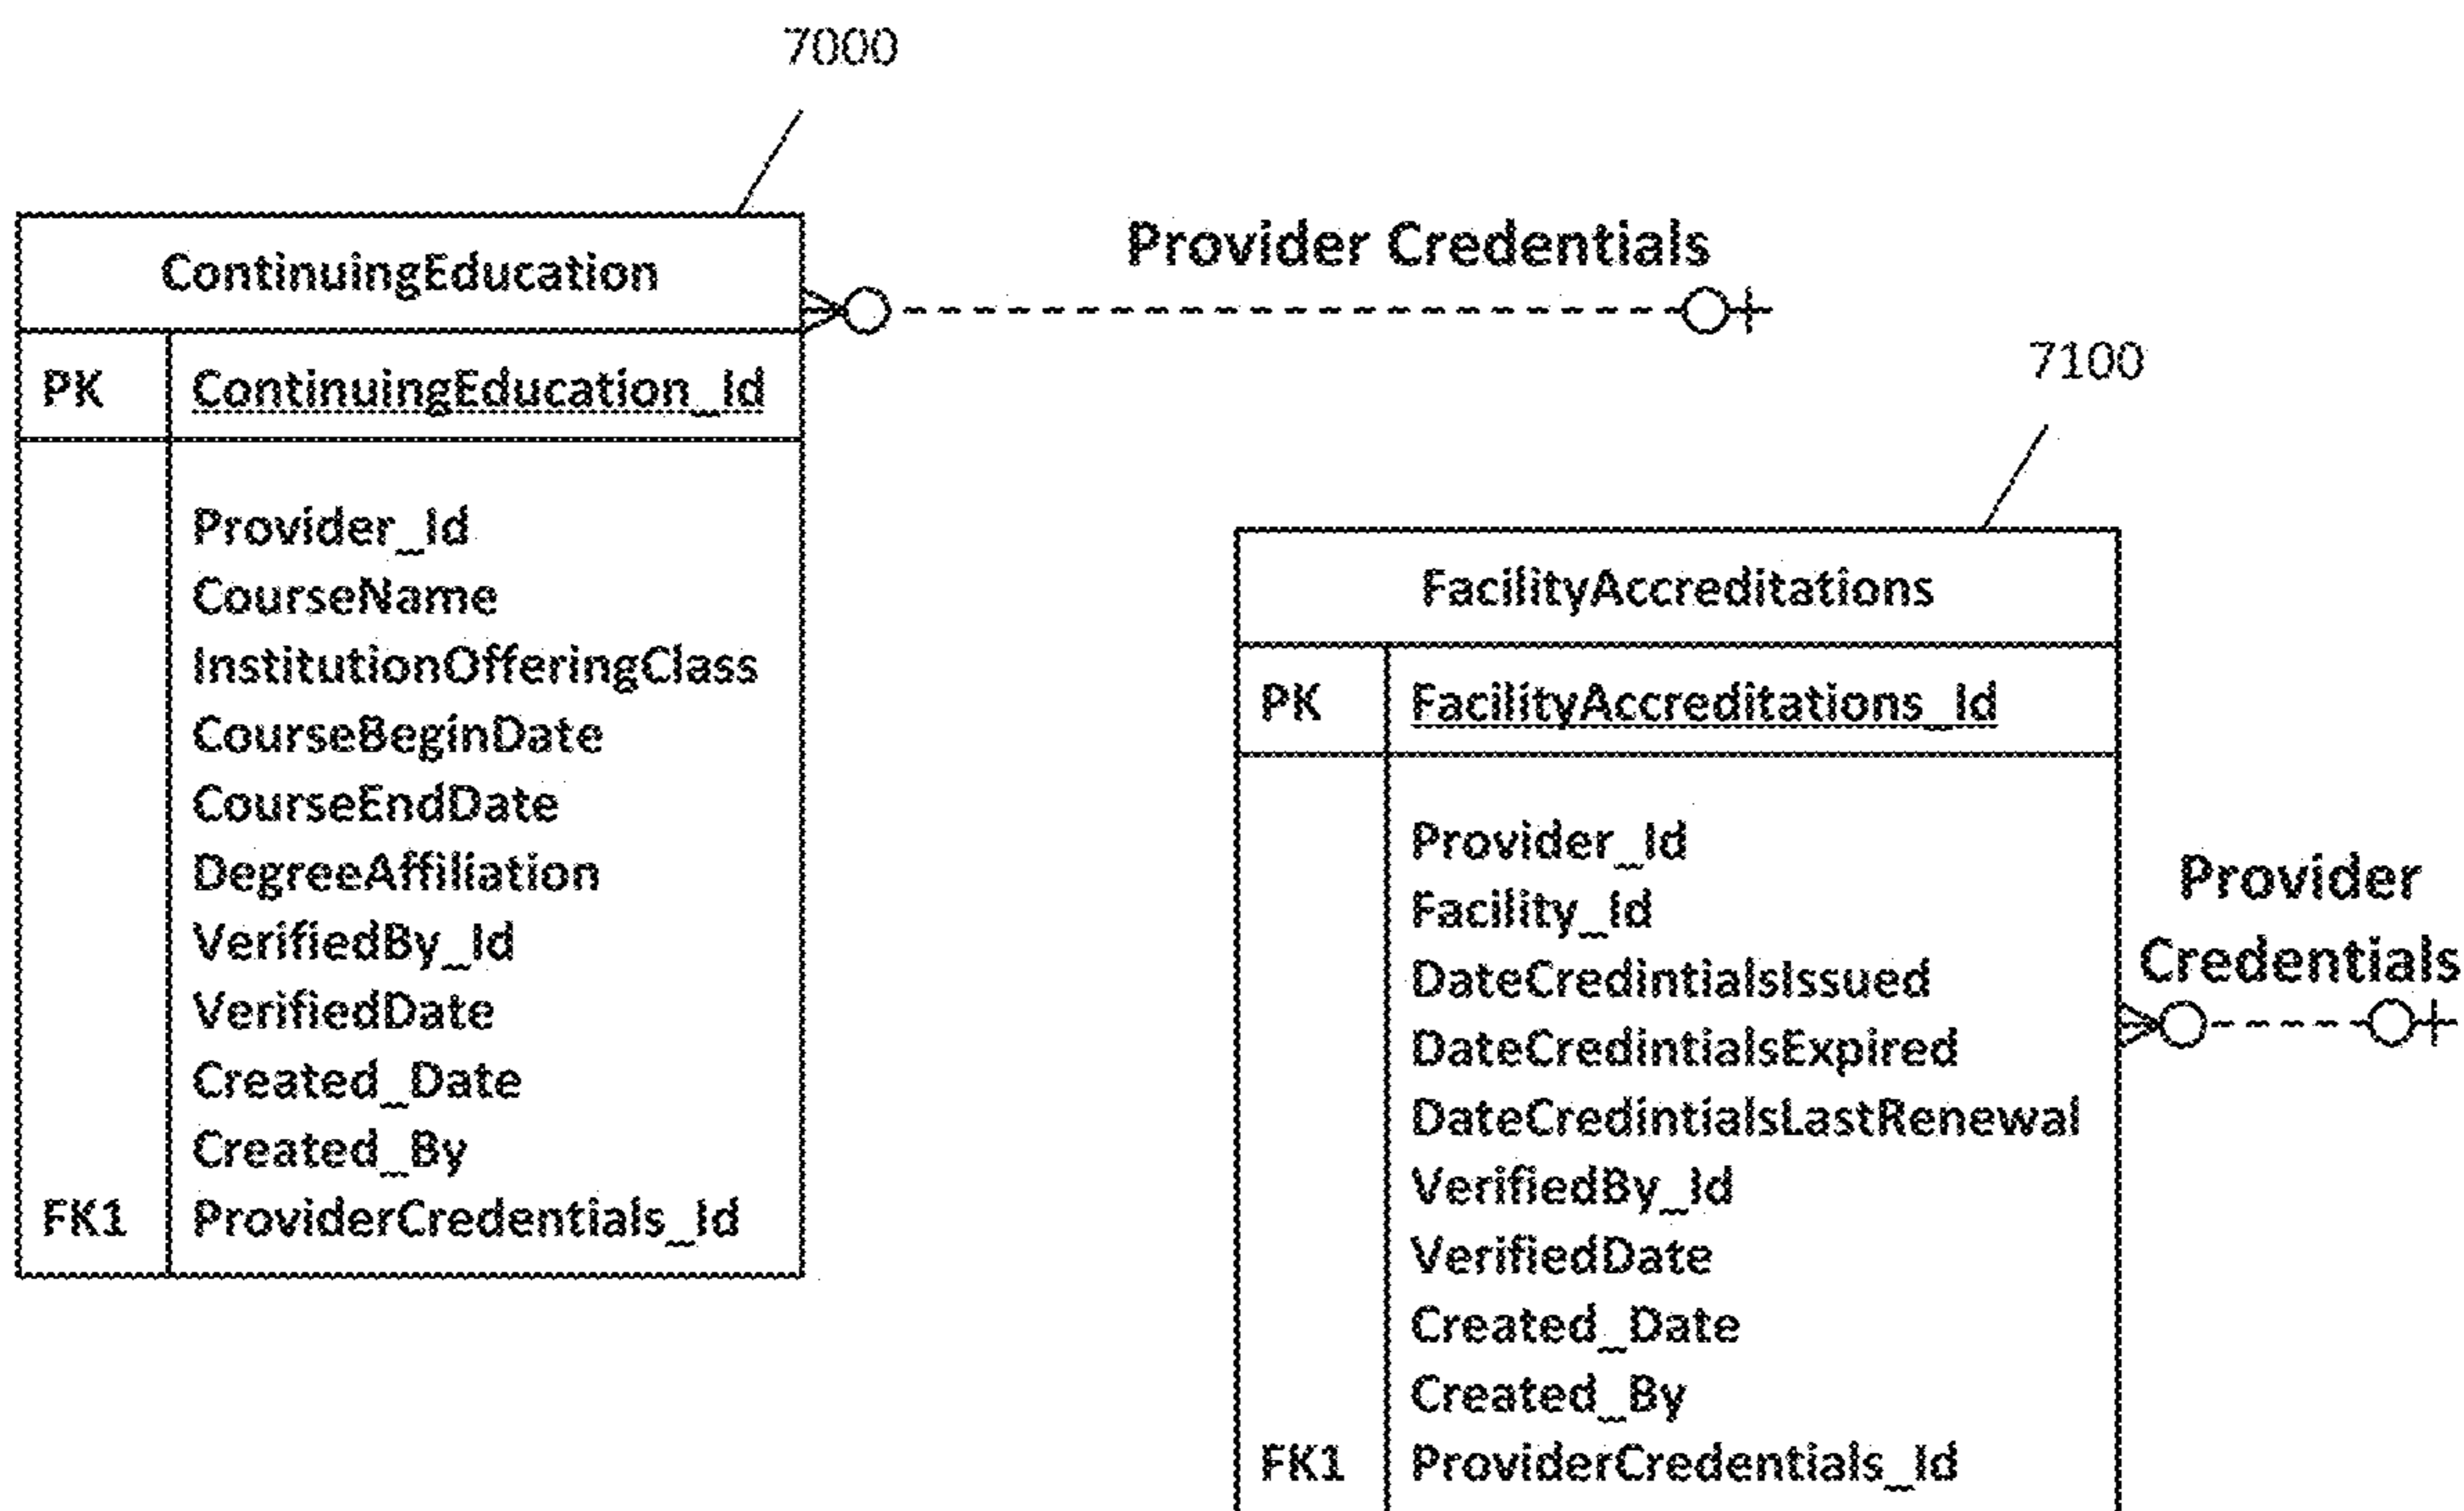 7000
ContinuingEducation
PK ContinuingEducation_Id
Provider_Id
CourseName
InstitutionOfferingClass
CourseBeginDate
CourseEndDate
DegreeAffiliation
VerifiedBy_Id
VerifiedDate
Created_Date
Created_By
FK1 ProviderCredentials_Id
Provider Credentials
7100
FacilityAccreditations
PK FacilityAccreditations_Id
Provider_Id
Facility_Id
DateCredintialsIssued
DateCredintialsExpired
DateCredintialsLastRenewal
VerifiedBy_Id
VerifiedDate
Created_Date
Created_By
FK1 ProviderCredentials_Id
Provider
Credentials